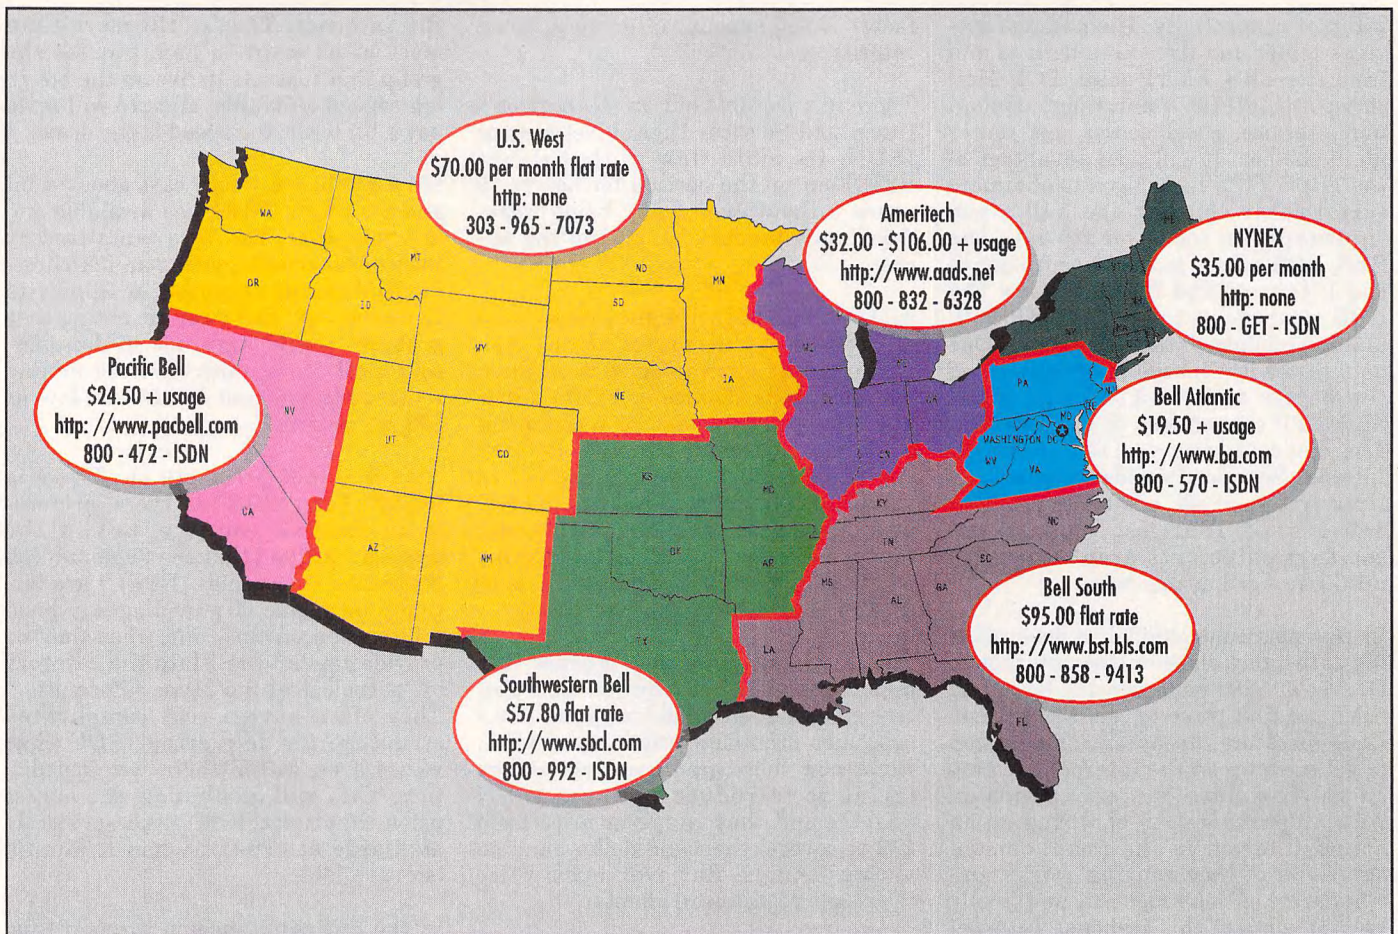 U.S. West
$70.00 per month flat rate
http: none
303 - 965 - 7073
Ameritech
$32.00 - $106.00 + usage
http://www.aads.net
800 - 832 - 6328
NYNEX
$35.00 per month
http: none
800 - GET - ISDN
Pacific Bell
$24.50 + usage
http: //www.pacbell.com
800 - 472 - ISDN
Bell Atlantic
$19.50 + usage
http: //www.ba.com
800 - 570 - ISDN
Bell South
$95.00 flat rate
http: //www.bst.bls.com
800 - 858 - 9413
Southwestern Bell
$57.80 flat rate
http://www.sbcl.com
800 - 992 - ISDN
WA
OR
MT
ID
ND
SD
MN
WY
NE
IA
NV
UT
CO
CA
AZ
NM
KS
MO
OK
AR
TX
LA
MS
AL
GA
FL
SC
NC
TN
KY
WV
VA
WASHINGTON DC
MD
DE
PA
NY
ME